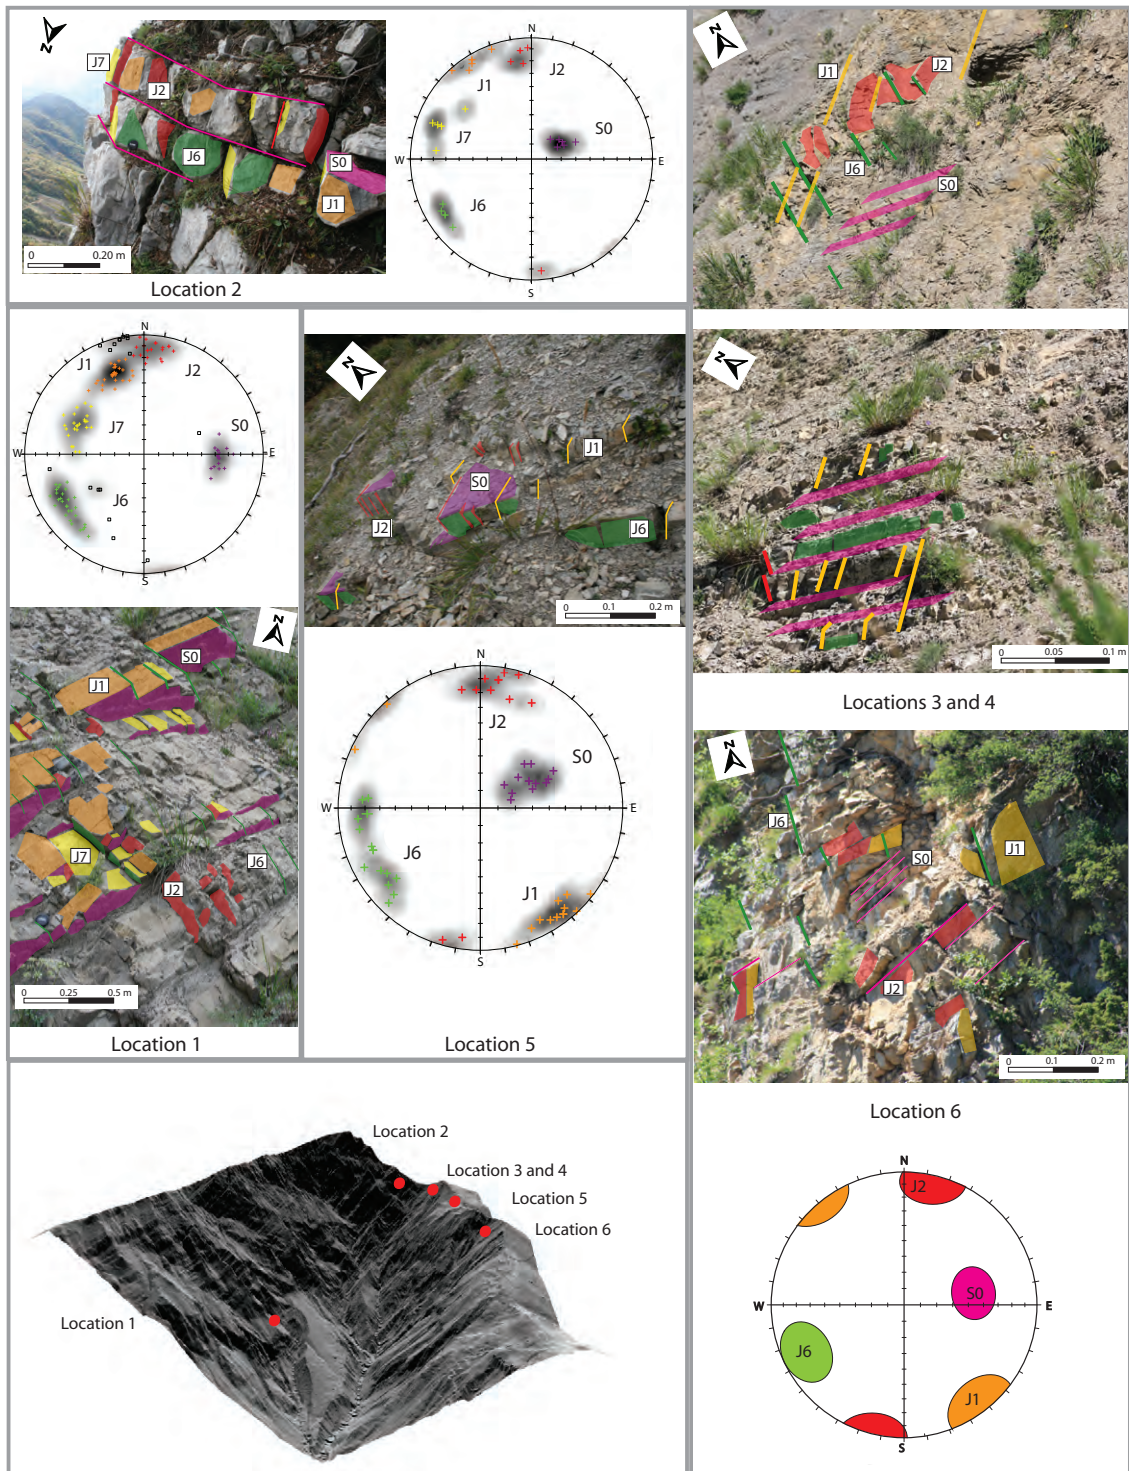 N
J7
J2
J6
S0
J1
0 0.20 m
Location 2
N
J1
J2
J7
S0
W
E
J6
S
N
J1
J2
J6
S0
N
J1
J2
S0
J7
W
E
J6
S
N
S0
J1
J7
J6
J2
0 0.25 0.5 m
Location 1
N
J1
S0
J2
J6
0 0.1 0.2 m
N
J2
S0
W
E
J6
J1
S
Location 5
N
0 0.05 0.1 m
Locations 3 and 4
N
J6
S0
J1
J2
0 0.1 0.2 m
Location 6
N
J2
S0
W
E
J6
J1
S
Location 2
Location 3 and 4
Location 5
Location 6
Location 1